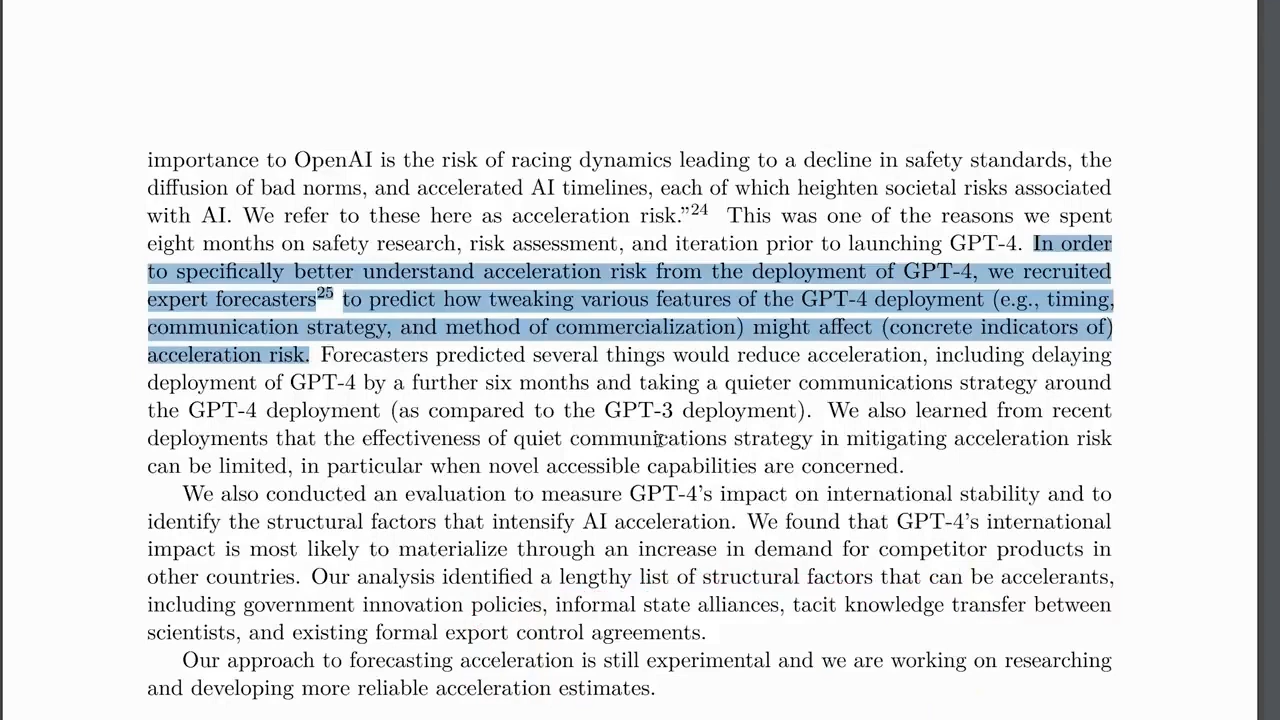 importance to OpenAI is the risk of racing dynamics leading to a decline in safety standards, the
diffusion of bad norms, and accelerated AI timelines, each of which heighten societal risks associated
with AI. We refer to these here as acceleration risk.”24 This was one of the reasons we spent
eight months on safety research, risk assessment, and iteration prior to launching GPT-4. In order
to specifically better understand acceleration risk from the deployment of GPT-4, we recruited
expert forecasters25 to predict how tweaking various features of the GPT-4 deployment (e.g., timing,
communication strategy, and method of commercialization) might affect (concrete indicators of)
acceleration risk. Forecasters predicted several things would reduce acceleration, including delaying
deployment of GPT-4 by a further six months and taking a quieter communications strategy around
the GPT-4 deployment (as compared to the GPT-3 deployment). We also learned from recent
deployments that the effectiveness of quiet communications strategy in mitigating acceleration risk
can be limited, in particular when novel accessible capabilities are concerned.
We also conducted an evaluation to measure GPT-4’s impact on international stability and to
identify the structural factors that intensify AI acceleration. We found that GPT-4’s international
impact is most likely to materialize through an increase in demand for competitor products in
other countries. Our analysis identified a lengthy list of structural factors that can be accelerants,
including government innovation policies, informal state alliances, tacit knowledge transfer between
scientists, and existing formal export control agreements.
Our approach to forecasting acceleration is still experimental and we are working on researching
and developing more reliable acceleration estimates.